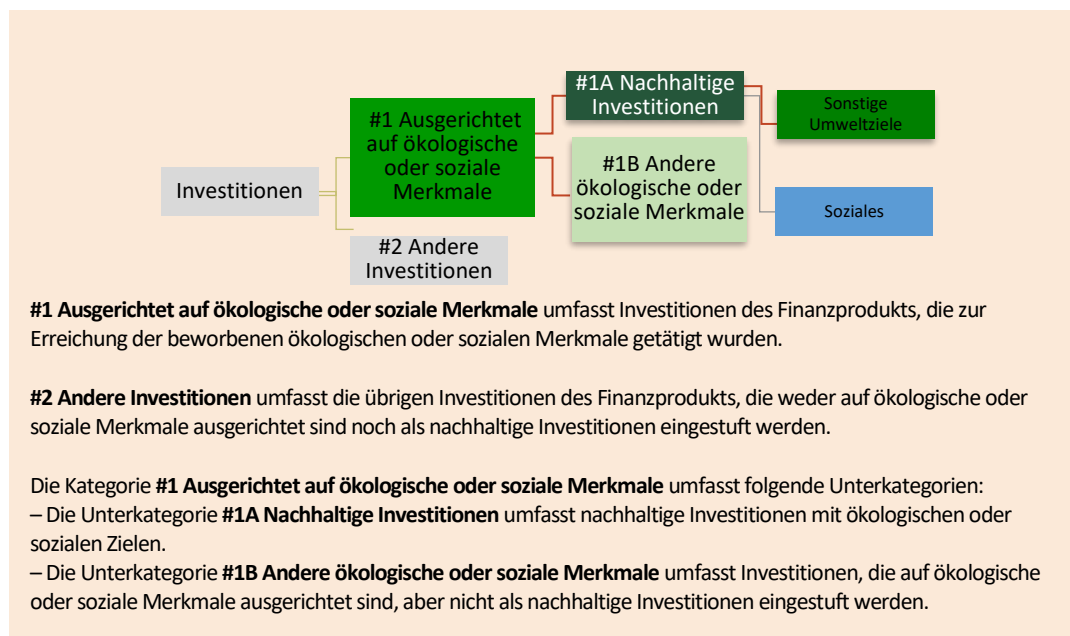 Investitionen
#1 Ausgerichtet
auf ökologische
oder soziale
Merkmale
#2 Andere
Investitionen
#1A Nachhaltige
Investitionen
#1B Andere
ökologische oder
soziale Merkmale
Sonstige
Umweltziele
Soziales
#1 Ausgerichtet auf ökologische oder soziale Merkmale umfasst Investitionen des Finanzprodukts, die zur
Erreichung der beworbenen ökologischen oder sozialen Merkmale getätigt wurden.
#2 Andere Investitionen umfasst die übrigen Investitionen des Finanzprodukts, die weder auf ökologische oder
soziale Merkmale ausgerichtet sind noch als nachhaltige Investitionen eingestuft werden.
Die Kategorie #1 Ausgerichtet auf ökologische oder soziale Merkmale umfasst folgende Unterkategorien:
– Die Unterkategorie #1A Nachhaltige Investitionen umfasst nachhaltige Investitionen mit ökologischen oder
sozialen Zielen.
– Die Unterkategorie #1B Andere ökologische oder soziale Merkmale umfasst Investitionen, die auf ökologische
oder soziale Merkmale ausgerichtet sind, aber nicht als nachhaltige Investitionen eingestuft werden.